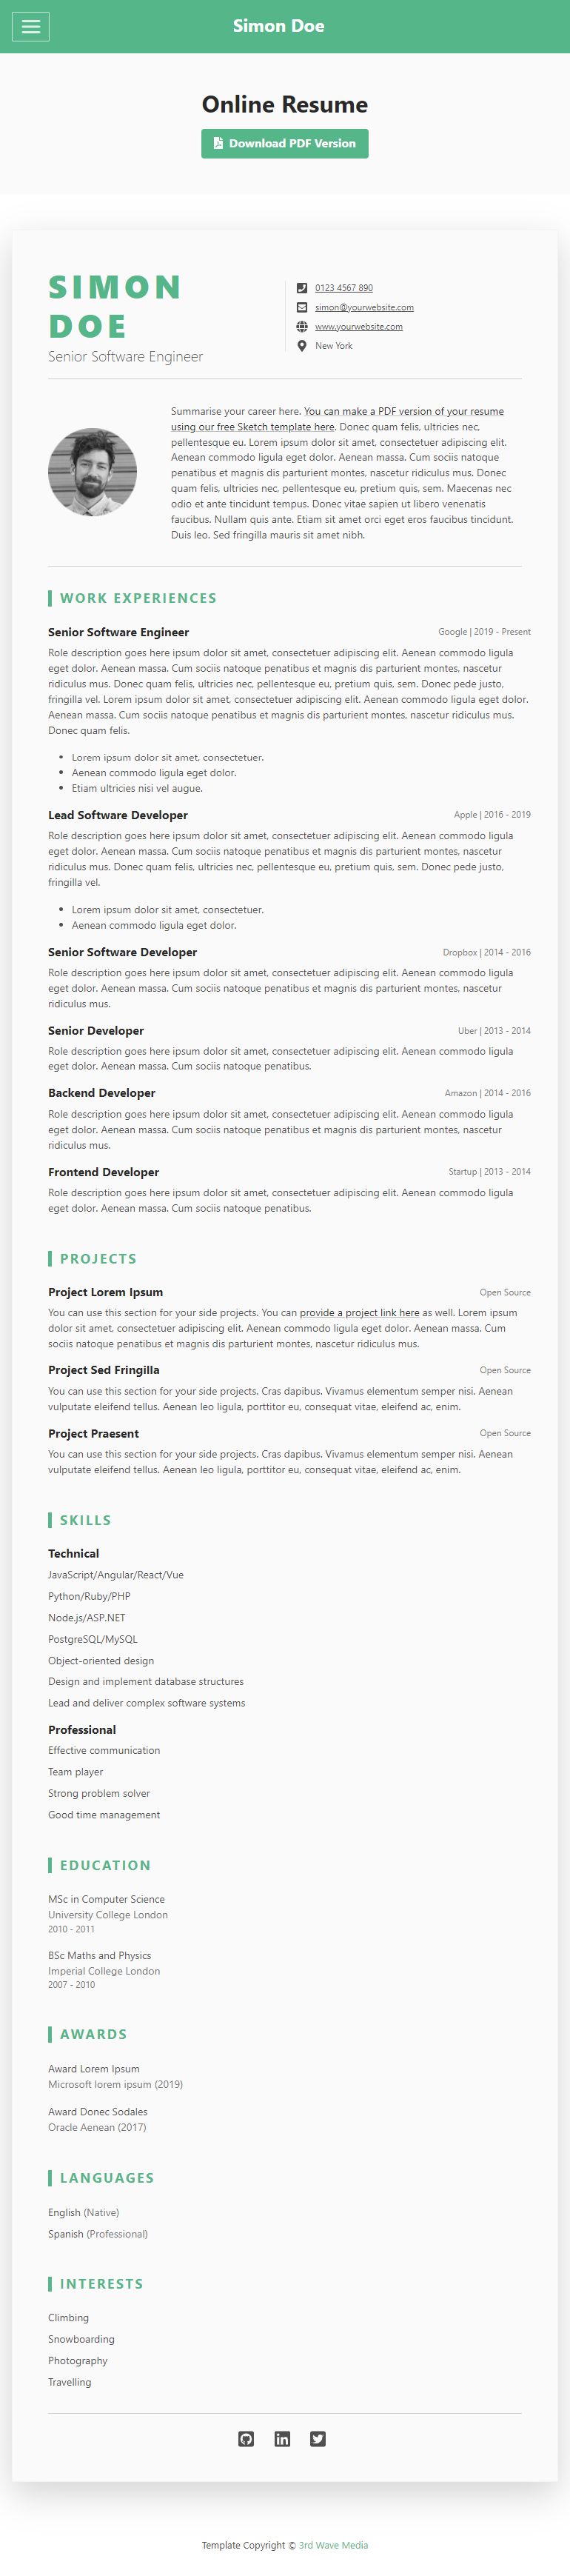 Simon Doe
Online Resume
Download PDF Version
SIMON
DOE
Senior Software Engineer
0123 4567 890
simon@yourwebsite.com
www.yourwebsite.com
New York
Summarise your career here. You can make a PDF version of your resume
using our free Sketch template here. Donec quam felis, ultricies nec,
pellentesque eu. Lorem ipsum dolor sit amet, consectetuer adipiscing elit.
Aenean commodo ligula eget dolor. Aenean massa. Cum sociis natoque
penatibus et magnis dis parturient montes, nascetur ridiculus mus. Donec
quam felis, ultricies nec, pellentesque eu, pretium quis, sem. Maecenas nec
odio et ante tincidunt tempus. Donec vitae sapien ut libero venenatis
faucibus. Nullam quis ante. Etiam sit amet orci eget eros faucibus tincidunt.
Duis leo. Sed fringilla mauris sit amet nibh.
WORK EXPERIENCES
Senior Software Engineer Google | 2019 - Present
Role description goes here ipsum dolor sit amet, consectetuer adipiscing elit. Aenean commodo ligula
eget dolor. Aenean massa. Cum sociis natoque penatibus et magnis dis parturient montes, nascetur
ridiculus mus. Donec quam felis, ultricies nec, pellentesque eu, pretium quis, sem. Donec pede justo,
fringilla vel. Lorem ipsum dolor sit amet, consectetuer adipiscing elit. Aenean commodo ligula eget dolor.
Aenean massa. Cum sociis natoque penatibus et magnis dis parturient montes, nascetur ridiculus mus.
Donec quam felis.
• Lorem ipsum dolor sit amet, consectetuer.
• Aenean commodo ligula eget dolor.
• Etiam ultricies nisi vel augue.
Lead Software Developer Apple | 2016 - 2019
Role description goes here ipsum dolor sit amet, consectetuer adipiscing elit. Aenean commodo ligula
eget dolor. Aenean massa. Cum sociis natoque penatibus et magnis dis parturient montes, nascetur
ridiculus mus. Donec quam felis, ultricies nec, pellentesque eu, pretium quis, sem. Donec pede justo,
fringilla vel.
• Lorem ipsum dolor sit amet, consectetuer.
• Aenean commodo ligula eget dolor.
Senior Software Developer Dropbox | 2014 - 2016
Role description goes here ipsum dolor sit amet, consectetuer adipiscing elit. Aenean commodo ligula
eget dolor. Aenean massa. Cum sociis natoque penatibus et magnis dis parturient montes, nascetur
ridiculus mus.
Senior Developer Uber | 2013 - 2014
Role description goes here ipsum dolor sit amet, consectetuer adipiscing elit. Aenean commodo ligula
eget dolor. Aenean massa. Cum sociis natoque penatibus.
Backend Developer Amazon | 2014 - 2016
Role description goes here ipsum dolor sit amet, consectetuer adipiscing elit. Aenean commodo ligula
eget dolor. Aenean massa. Cum sociis natoque penatibus et magnis dis parturient montes, nascetur
ridiculus mus.
Frontend Developer Startup | 2013 - 2014
Role description goes here ipsum dolor sit amet, consectetuer adipiscing elit. Aenean commodo ligula
eget dolor. Aenean massa. Cum sociis natoque penatibus.
PROJECTS
Project Lorem Ipsum Open Source
You can use this section for your side projects. You can provide a project link here as well. Lorem ipsum
dolor sit amet, consectetuer adipiscing elit. Aenean commodo ligula eget dolor. Aenean massa. Cum
sociis natoque penatibus et magnis dis parturient montes, nascetur ridiculus mus.
Project Sed Fringilla Open Source
You can use this section for your side projects. Cras dapibus. Vivamus elementum semper nisi. Aenean
vulputate eleifend tellus. Aenean leo ligula, porttitor eu, consequat vitae, eleifend ac, enim.
Project Praesent Open Source
You can use this section for your side projects. Cras dapibus. Vivamus elementum semper nisi. Aenean
vulputate eleifend tellus. Aenean leo ligula, porttitor eu, consequat vitae, eleifend ac, enim.
SKILLS
Technical
JavaScript/Angular/React/Vue
Python/Ruby/PHP
Node.js/ASP.NET
PostgreSQL/MySQL
Object-oriented design
Design and implement database structures
Lead and deliver complex software systems
Professional
Effective communication
Team player
Strong problem solver
Good time management
EDUCATION
MSc in Computer Science
University College London
2010 - 2011
BSc Maths and Physics
Imperial College London
2007 - 2010
AWARDS
Award Lorem Ipsum
Microsoft lorem ipsum (2019)
Award Donec Sodales
Oracle Aenean (2017)
LANGUAGES
English (Native)
Spanish (Professional)
INTERESTS
Climbing
Snowboarding
Photography
Travelling
Template Copyright © 3rd Wave Media